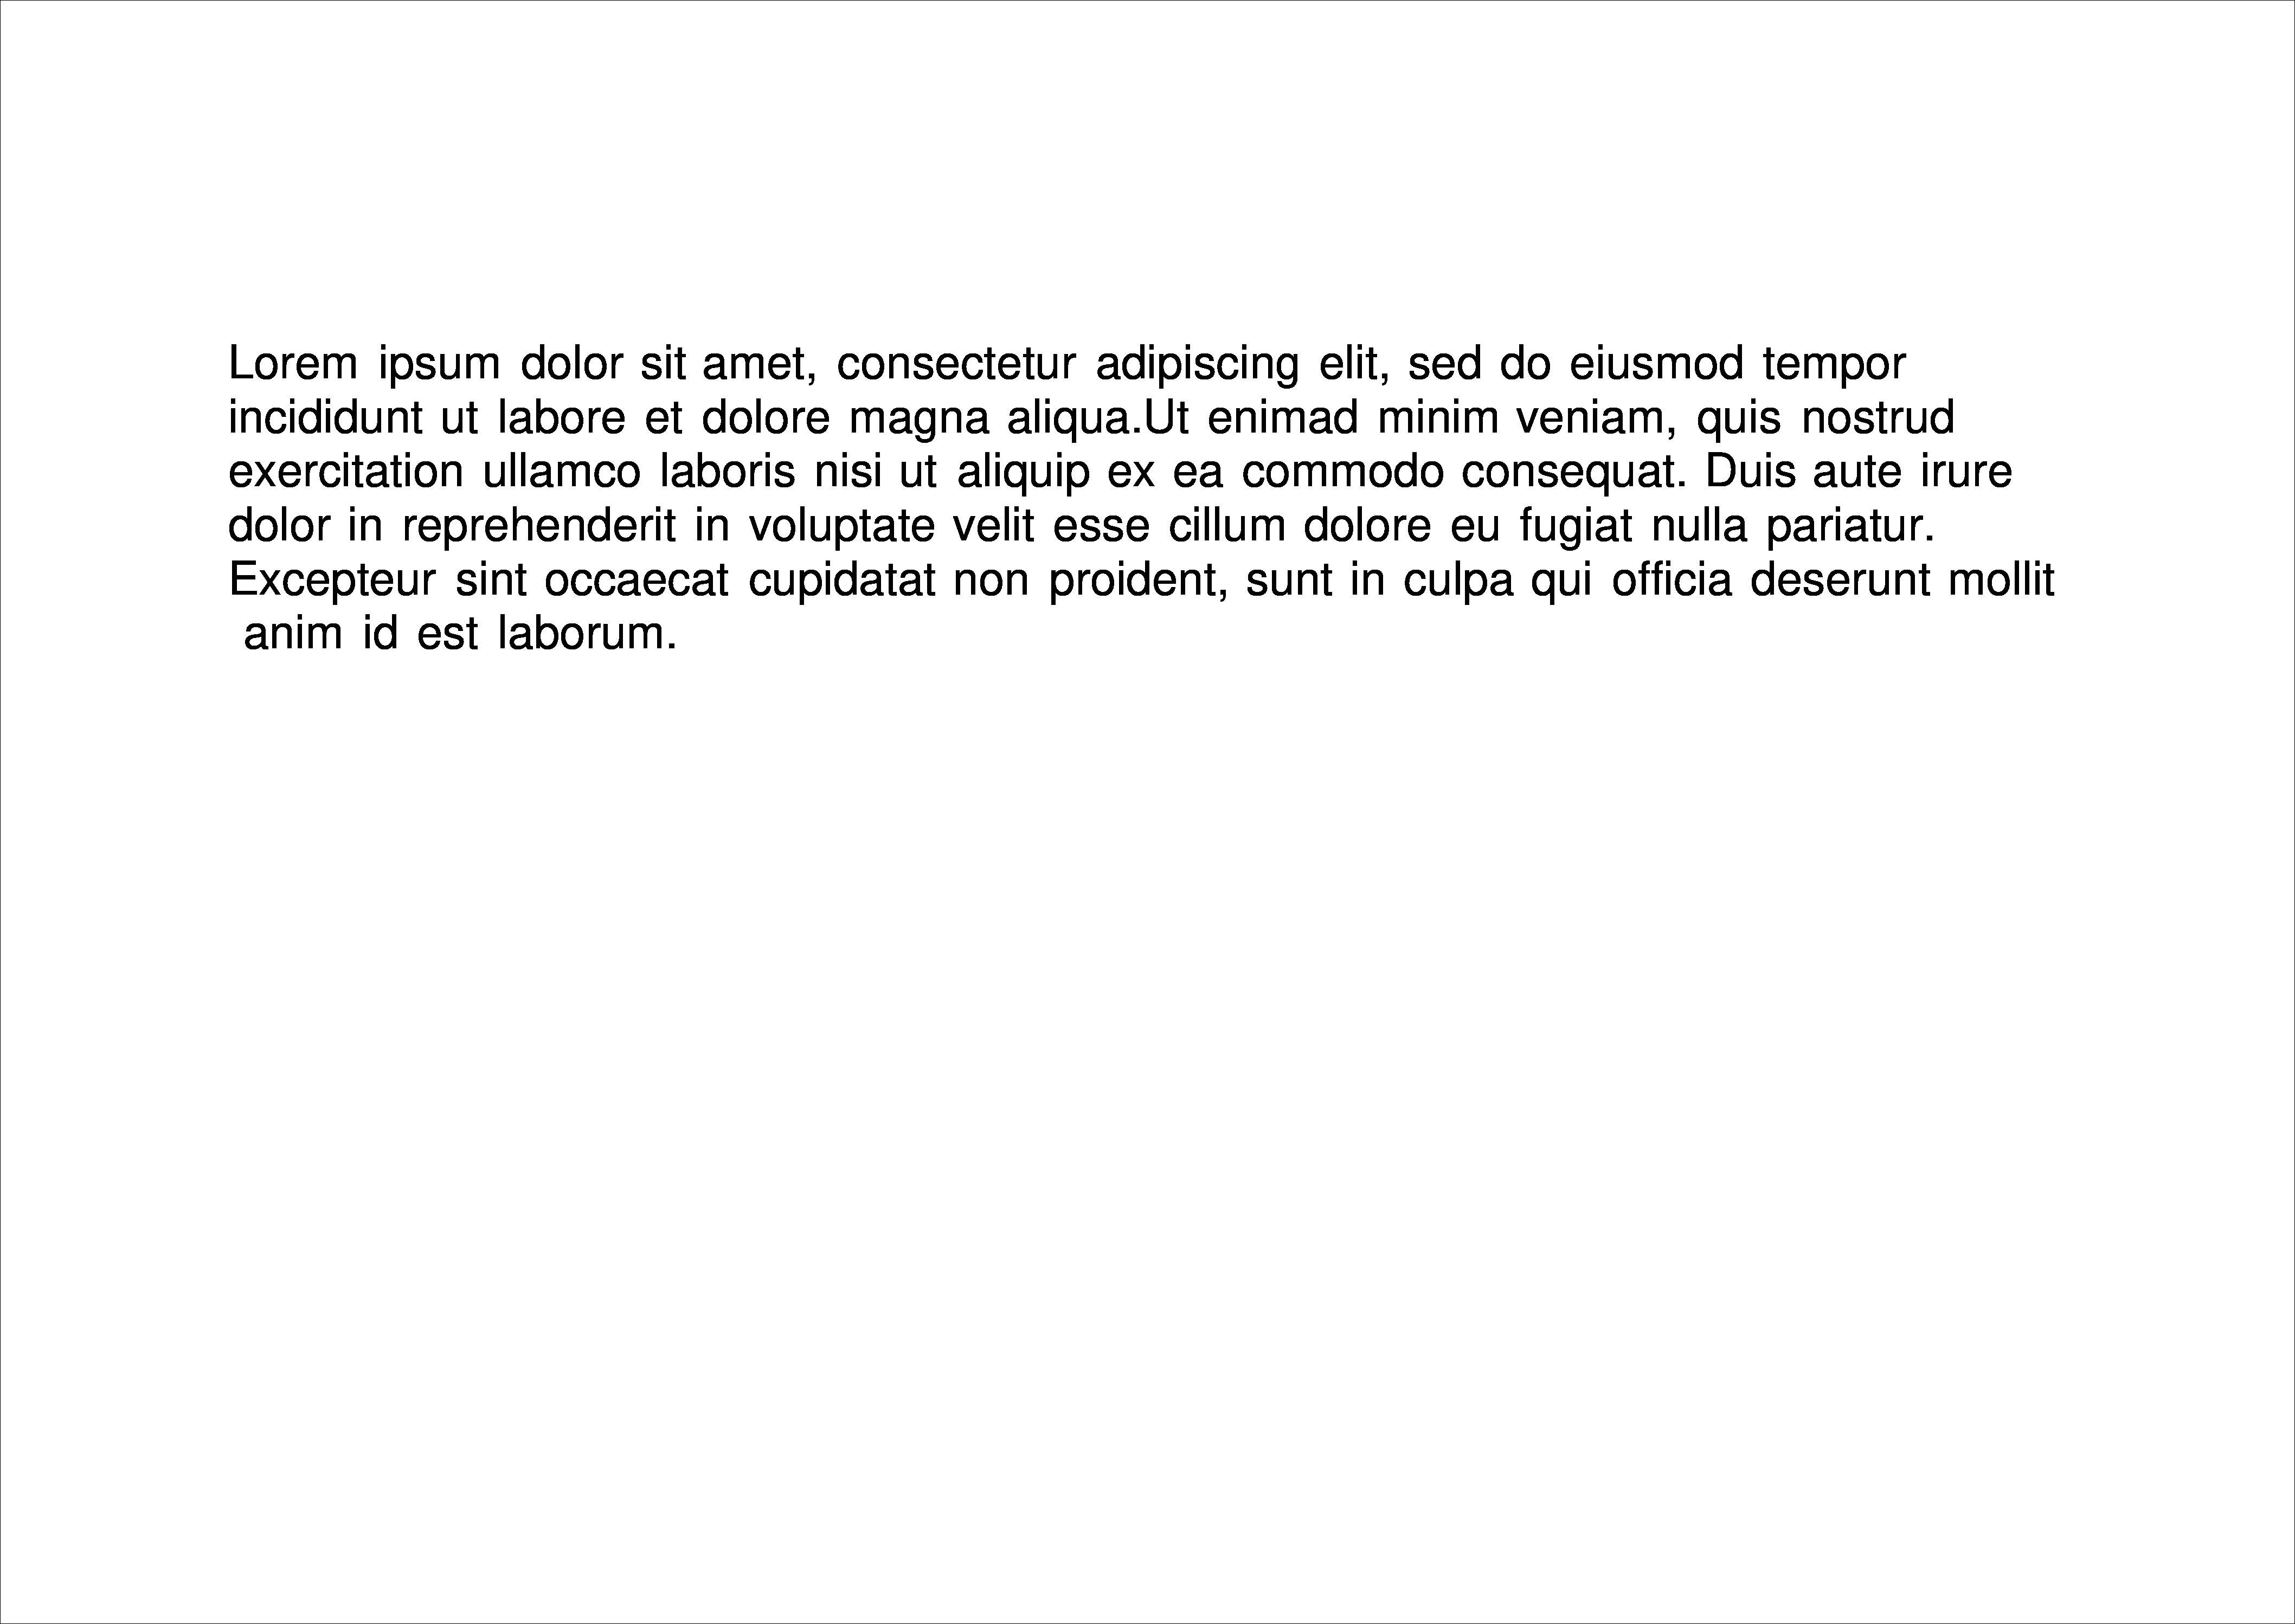 Lorem ipsum dolor sit amet, consectetur adipiscing elit, sed do eiusmod tempor
incididunt ut labore et dolore magna aliqua.Ut enimad minim veniam, quis nostrud
exercitation ullamco laboris nisi ut aliquip ex ea commodo consequat. Duis aute irure
dolor in reprehenderit in voluptate velit esse cillum dolore eu fugiat nulla pariatur.
Excepteur sint occaecat cupidatat non proident, sunt in culpa qui officia deserunt mollit
anim id est laborum.